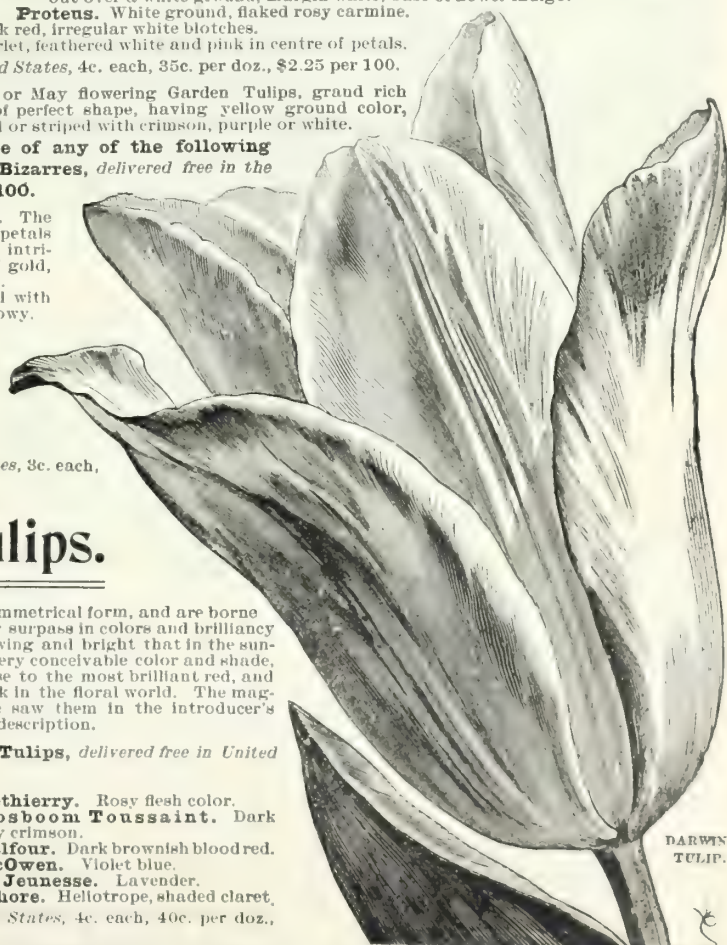 Proteus. White ground, flaked rosy carmine.
k red, irregular white blotches.
rlet, feathered white and pink in centre of petals.
d States, 4c. each, 35c. per doz., $2.25 per 100.
or May flowering Garden Tulips, grand rich
of perfect shape, having yellow ground color,
d or striped with crimson, purple or white.
e of any of the following
Bizarres, delivered free in the
100.
. The
petals
intri-
gold,
d with
owy.
es, 3c. each,
ulips.
mmetrical form, and are borne
r surpass in colors and brilliancy
wing and bright that in the sun-
ery conceivable color and shade,
se to the most brilliant red, and
k in the floral world. The mag-
e saw them in the introducer's
description.
Tulips, delivered free in United
othierry. Rosy flesh color.
osboom Toussaint. Dark
y crimson.
lfour. Dark brownish blood red.
cOwen. Violet blue.
Jeunesse. Lavender.
hore. Heliotrope, shaded claret.
States, 4c. each, 40c. per doz.,
DARWIN
TULIP.